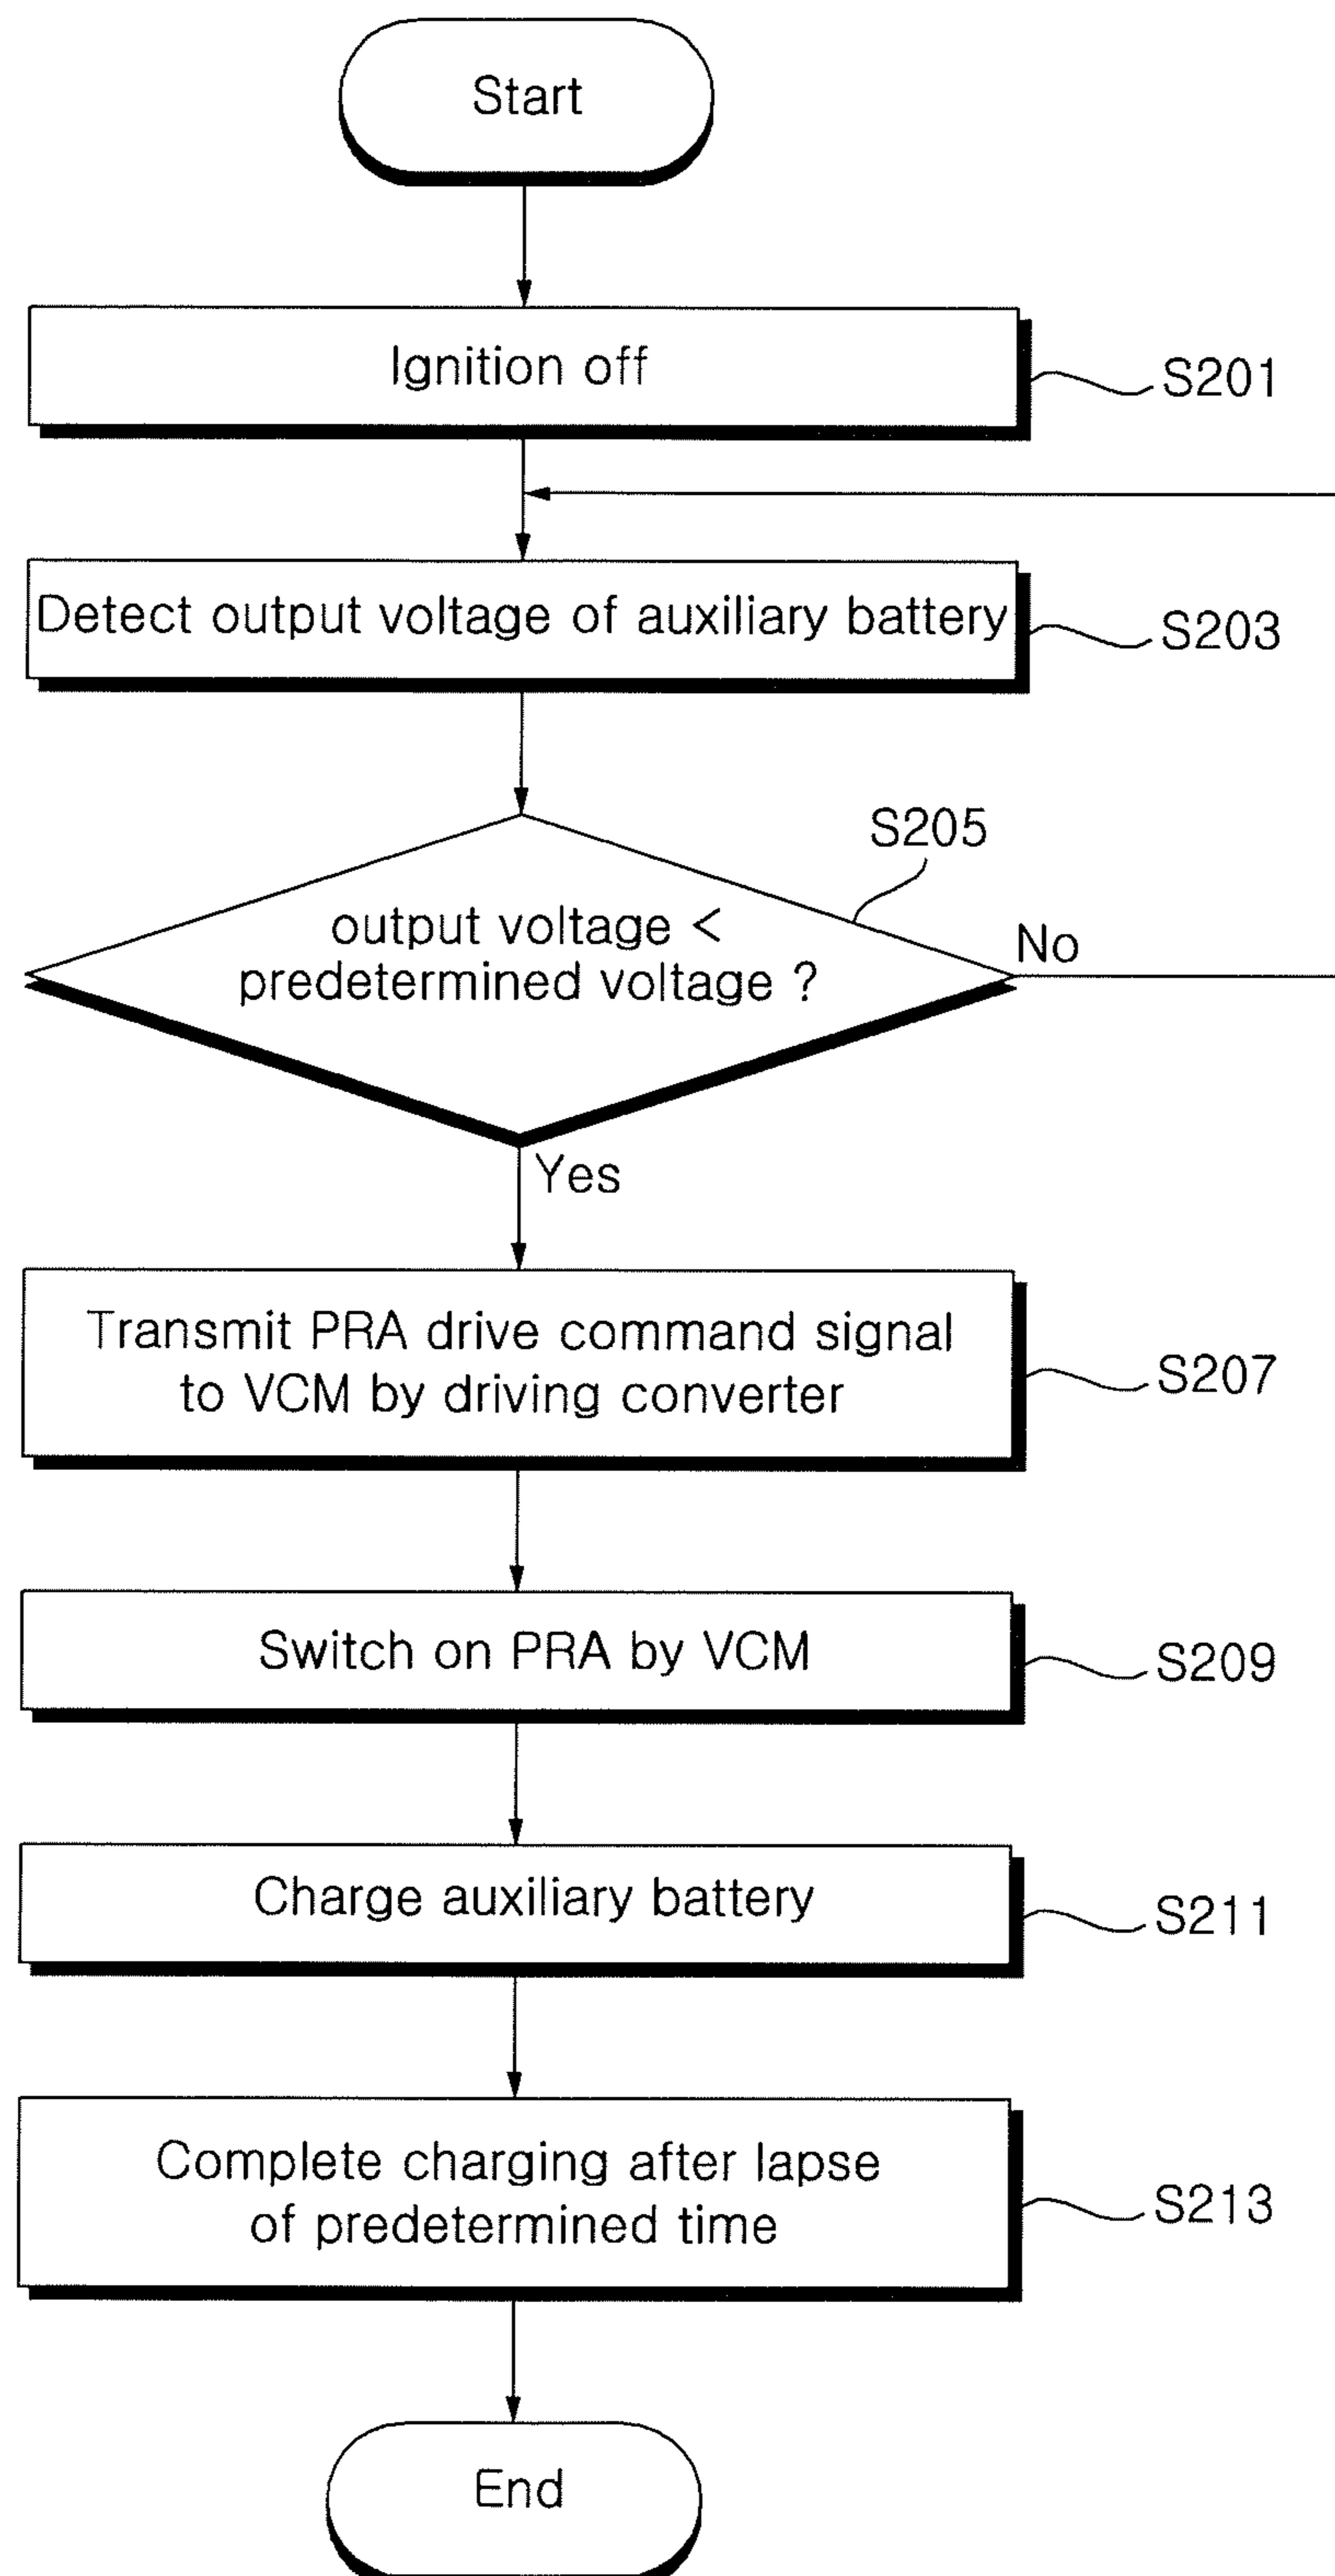 Start
Ignition off
S201
Detect output voltage of auxiliary battery
S203
S205
output voltage <
predetermined voltage ?
No
Yes
Transmit PRA drive command signal
to VCM by driving converter
S207
Switch on PRA by VCM
S209
Charge auxiliary battery
S211
Complete charging after lapse
of predetermined time
S213
End